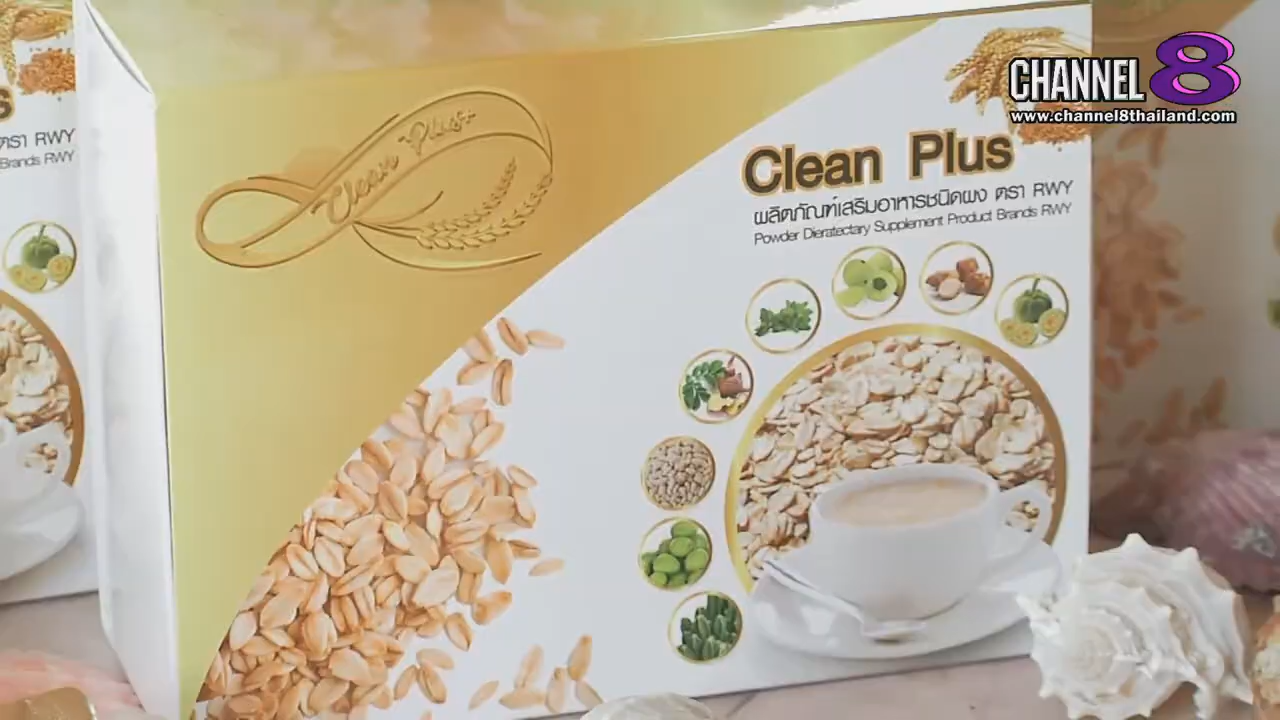 CHANNEL 8
www.channel8thailand.com
Clean Plus+
Clean Plus
ผลิตภัณฑ์เสริมอาหารชนิดผง ตรา RWY
Powder Dieratectary Supplement Product Brands RWY
s
ตรา RWY
Brands RWY